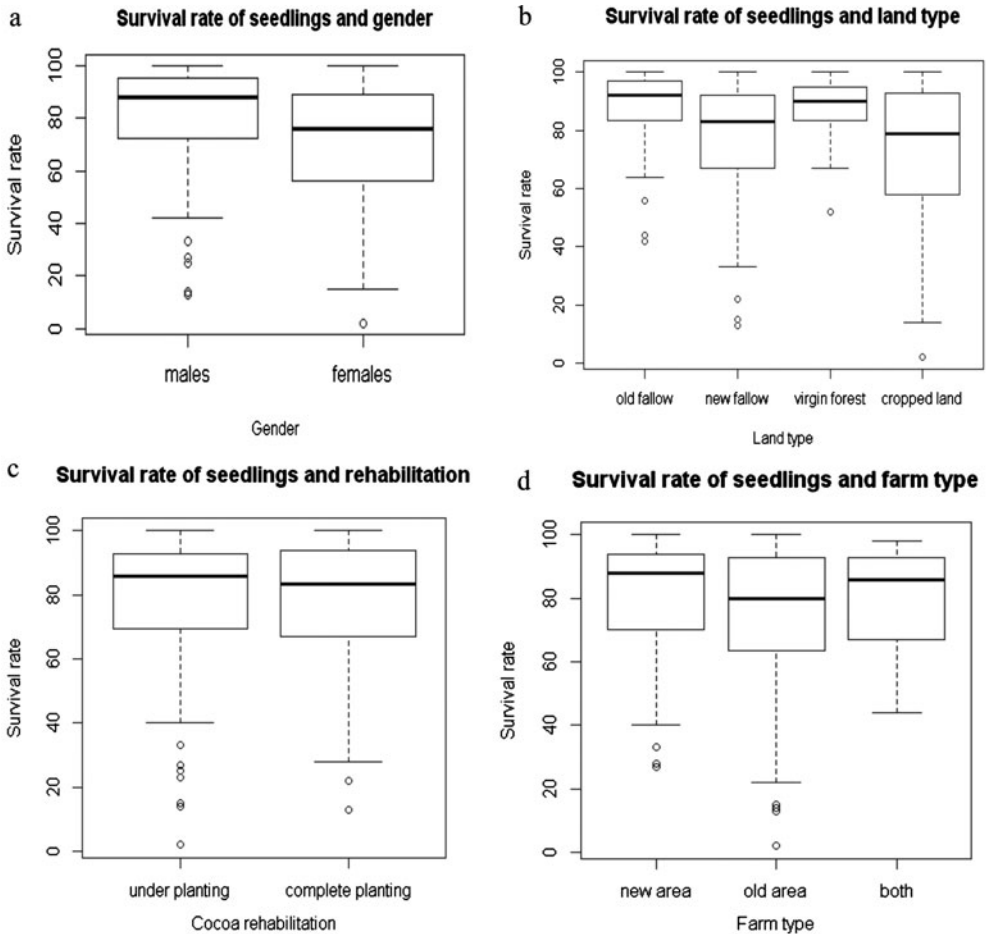 a
Survival rate of seedlings and gender
Survival rate
100
80
60
40
20
0
males females
Gender
b
Survival rate of seedlings and land type
Survival rate
100
80
60
40
20
0
old fallow new fallow virgin forest cropped land
Land type
c
Survival rate of seedlings and rehabilitation
Survival rate
100
80
60
40
20
0
under planting complete planting
Cocoa rehabilitation
d
Survival rate of seedlings and farm type
Survival rate
100
80
60
40
20
0
new area old area both
Farm type